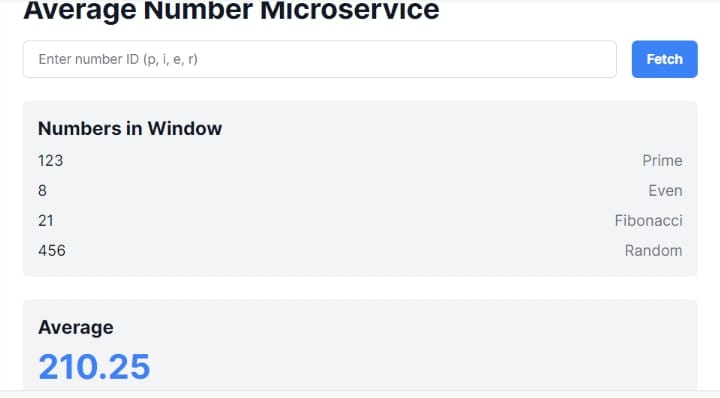 Average Number Microservice
Enter number ID (p, i, e, r)
Fetch
Numbers in Window
123 Prime
8 Even
21 Fibonacci
456 Random
Average
210.25